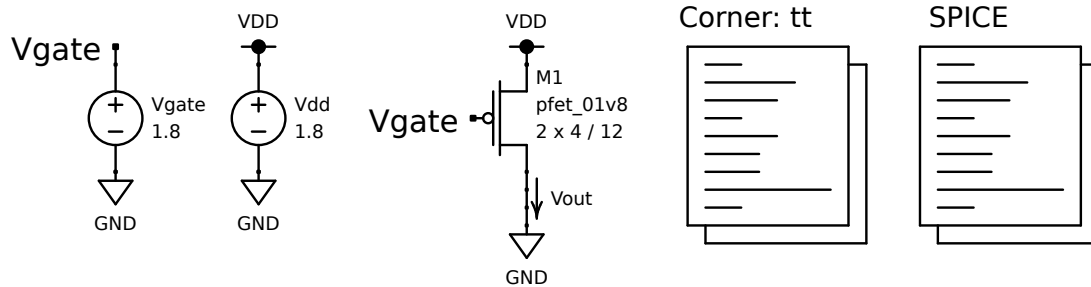 Vgate
Vgate
1.8
GND
VDD
Vdd
1.8
GND
VDD
M1
pfet_01v8
2 x 4 / 12
Vgate
Vout
GND
Corner: tt
SPICE